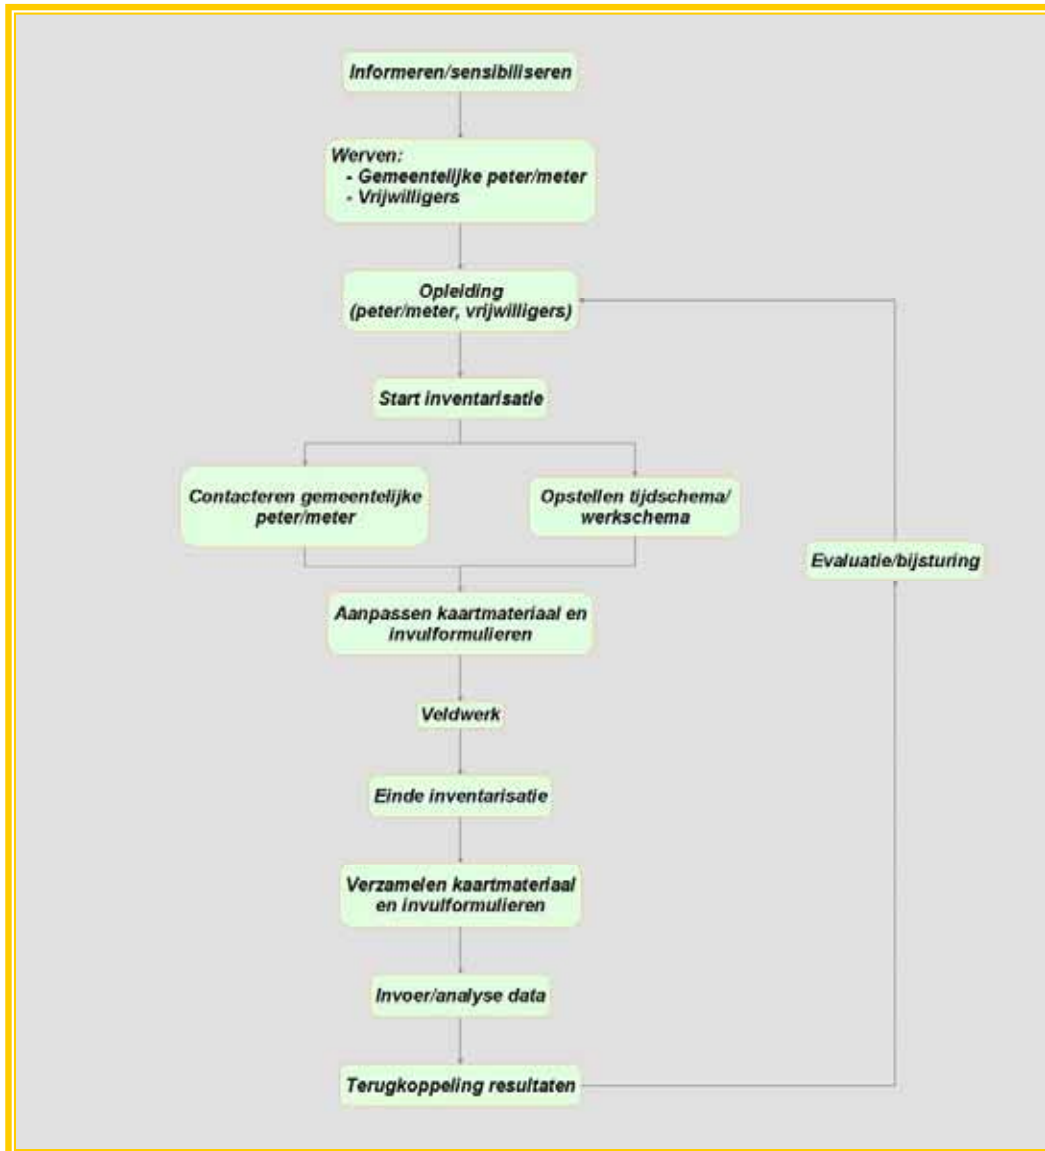 Informeren/sensibiliseren
Werven:
- Gemeentelijke peter/meter
- Vrijwilligers
Opleiding
(peter/meter, vrijwilligers)
Start inventarisatie
Contacteren gemeentelijke
peter/meter
Opstellen tijdschema/
werkschema
Evaluatie/bijsturing
Aanpassen kaartmateriaal en
invulformulieren
Veldwerk
Einde inventarisatie
Verzamelen kaartmateriaal
en invulformulieren
Invoer/analyse data
Terugkoppeling resultaten